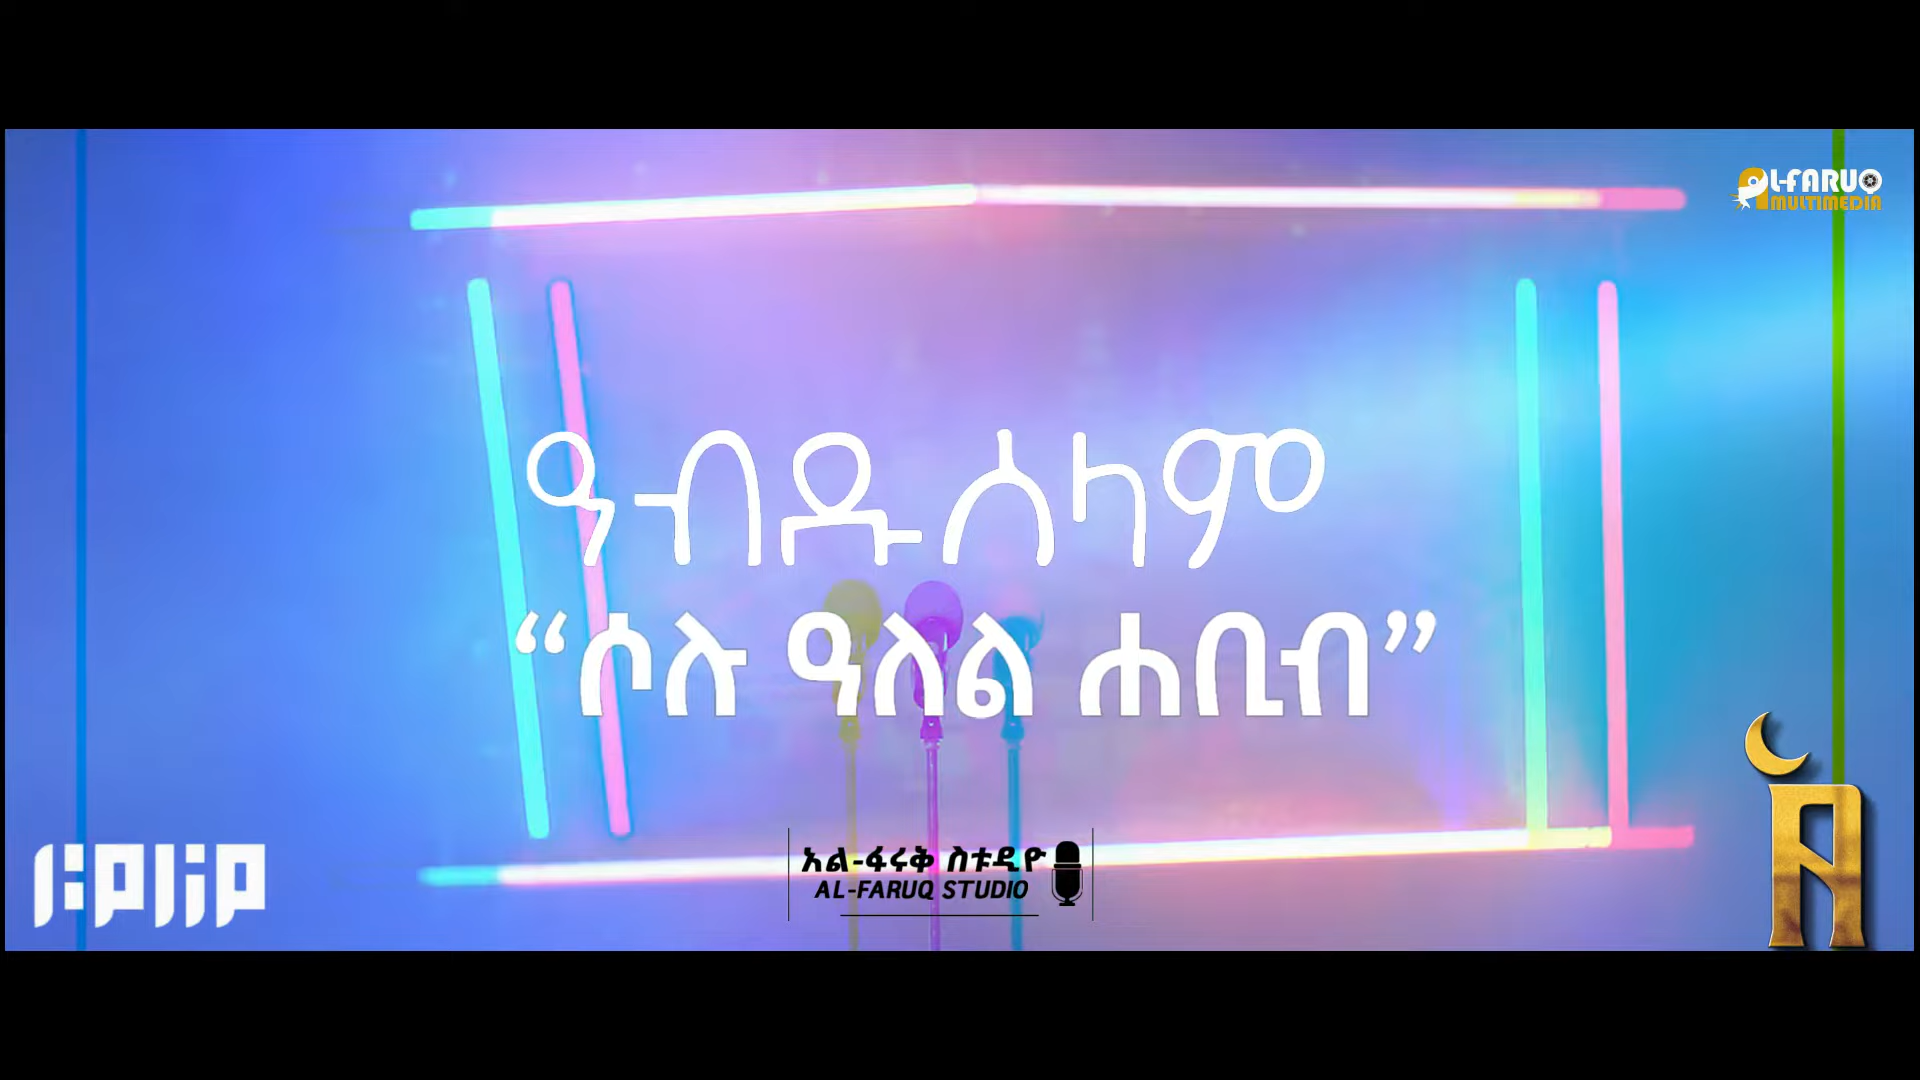 AL-FARUQ
MULTIMEDIA
ዓብዱሰላም
“ሶሉ ዓለል ሐቢብ”
አል-ፋሩቅ ስቱዲዮ
AL-FARUQ STUDIO